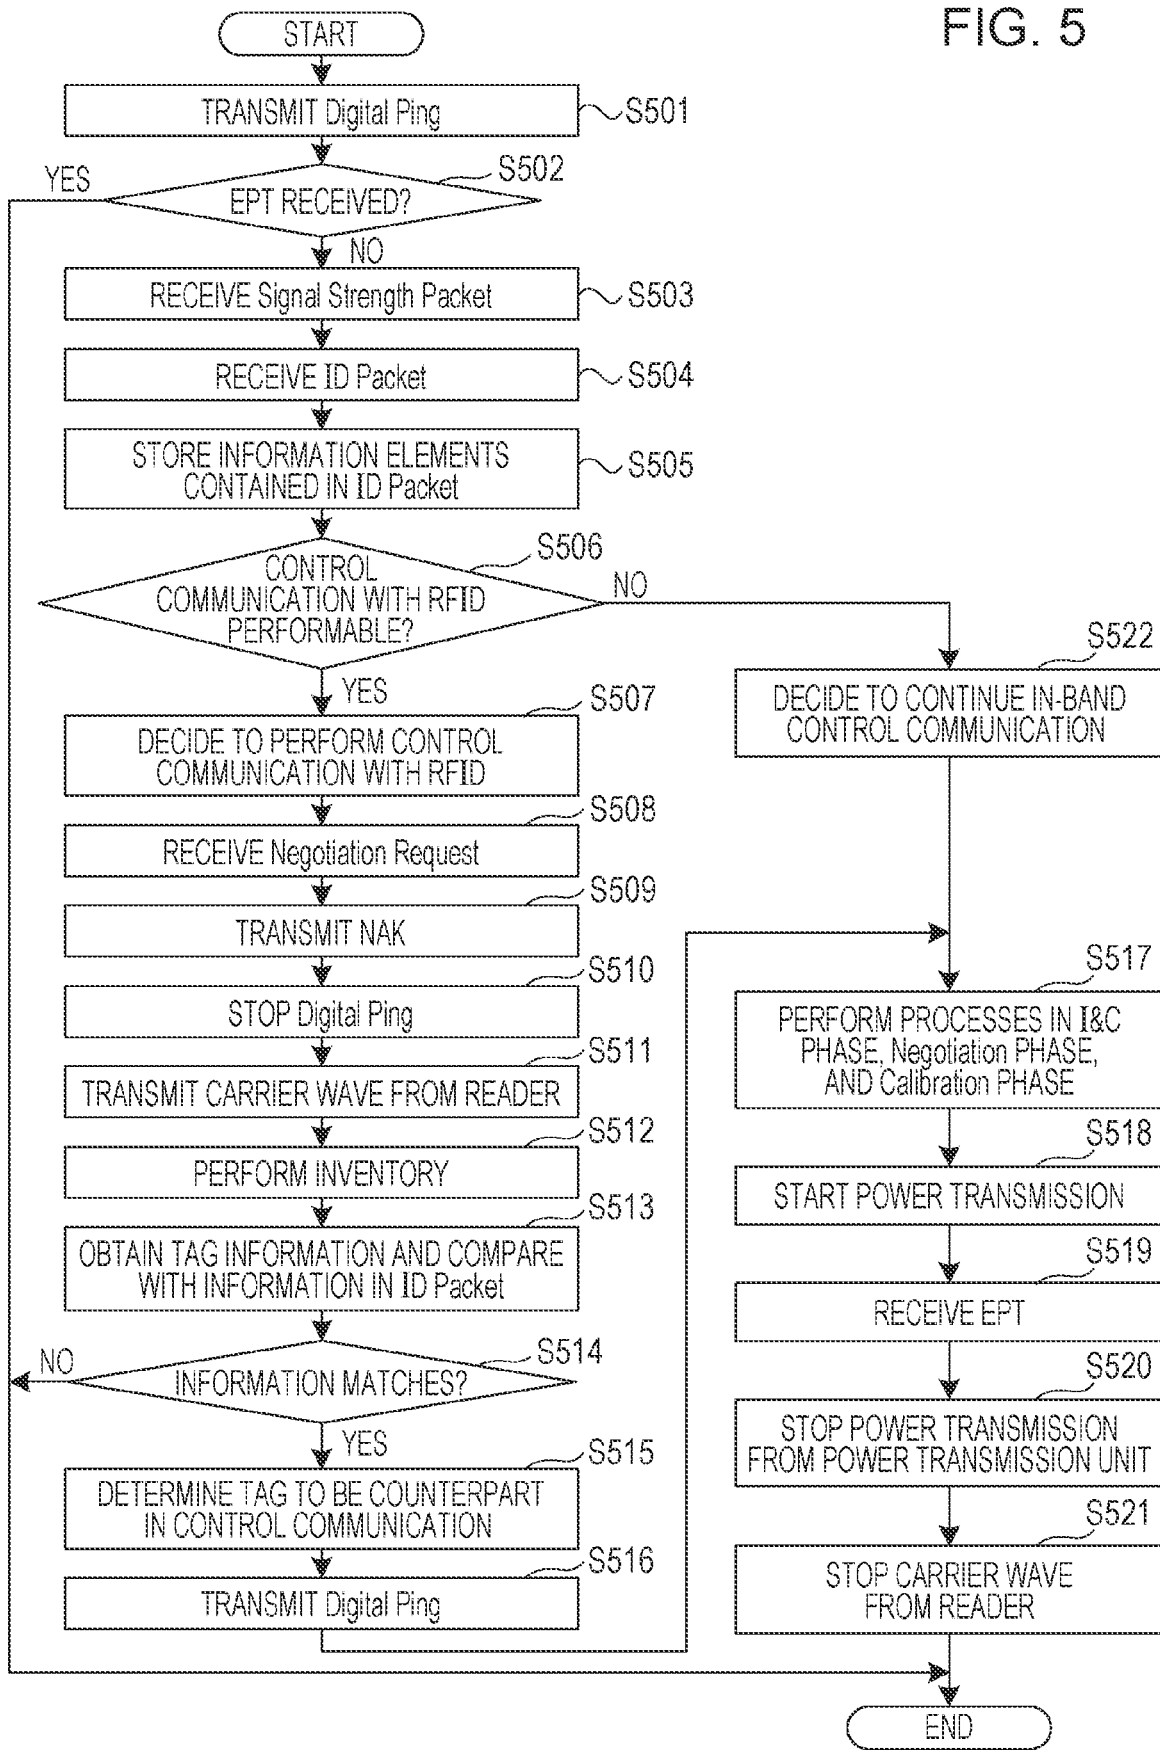 FIG. 5
START
TRANSMIT Digital Ping
S501
S502
YES
EPT RECEIVED?
NO
RECEIVE Signal Strength Packet
S503
RECEIVE ID Packet
S504
STORE INFORMATION ELEMENTS
CONTAINED IN ID Packet
S505
S506
CONTROL
COMMUNICATION WITH RFID
PERFORMABLE?
NO
YES
S507
DECIDE TO PERFORM CONTROL
COMMUNICATION WITH RFID
S508
RECEIVE Negotiation Request
S509
TRANSMIT NAK
S510
STOP Digital Ping
S511
TRANSMIT CARRIER WAVE FROM READER
S512
PERFORM INVENTORY
S513
OBTAIN TAG INFORMATION AND COMPARE
WITH INFORMATION IN ID Packet
S514
NO
INFORMATION MATCHES?
YES
S515
DETERMINE TAG TO BE COUNTERPART
IN CONTROL COMMUNICATION
S516
TRANSMIT Digital Ping
S522
DECIDE TO CONTINUE IN-BAND
CONTROL COMMUNICATION
S517
PERFORM PROCESSES IN I&C
PHASE, Negotiation PHASE,
AND Calibration PHASE
S518
START POWER TRANSMISSION
S519
RECEIVE EPT
S520
STOP POWER TRANSMISSION
FROM POWER TRANSMISSION UNIT
S521
STOP CARRIER WAVE
FROM READER
END